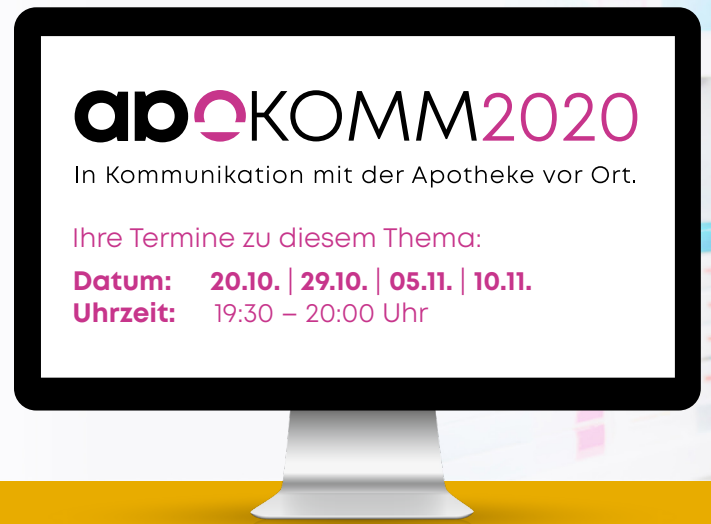 apoKOMM2020
In Kommunikation mit der Apotheke vor Ort.
Ihre Termine zu diesem Thema:
Datum: 20.10. | 29.10. | 05.11. | 10.11.
Uhrzeit: 19:30 – 20:00 Uhr